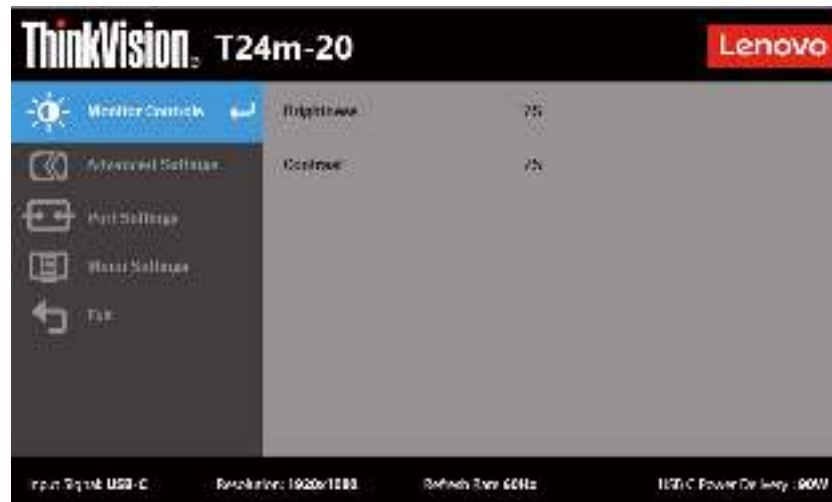 ThinkVision. T24m-20 Lenovo
Monitor Controls
Brightness 75
Contrast 75
Advanced Settings
Port Settings
Menu Settings
Exit
Input Signal: USB-C Resolution: 1920x1080 Refresh Rate: 60Hz USB-C Power Delivery : 90W